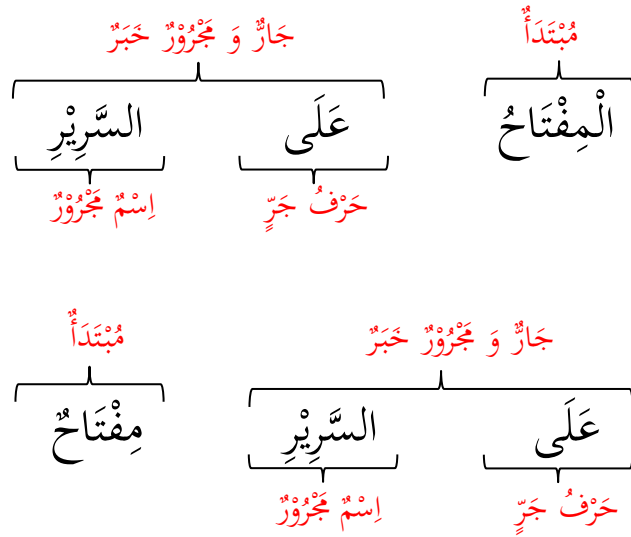 مُبْتَدَأٌ جَارٌّ وَ مَجْرُوْرٌ خَبَرٌ
الْمِفْتَاحُ عَلَى السَّرِيْرِ
حَرْفُ جَرٍّ اِسْمٌ مَجْرُوْرٌ
جَارٌّ وَ مَجْرُوْرٌ خَبَرٌ مُبْتَدَأٌ
عَلَى السَّرِيْرِ مِفْتَاحٌ
حَرْفُ جَرٍّ اِسْمٌ مَجْرُوْرٌ